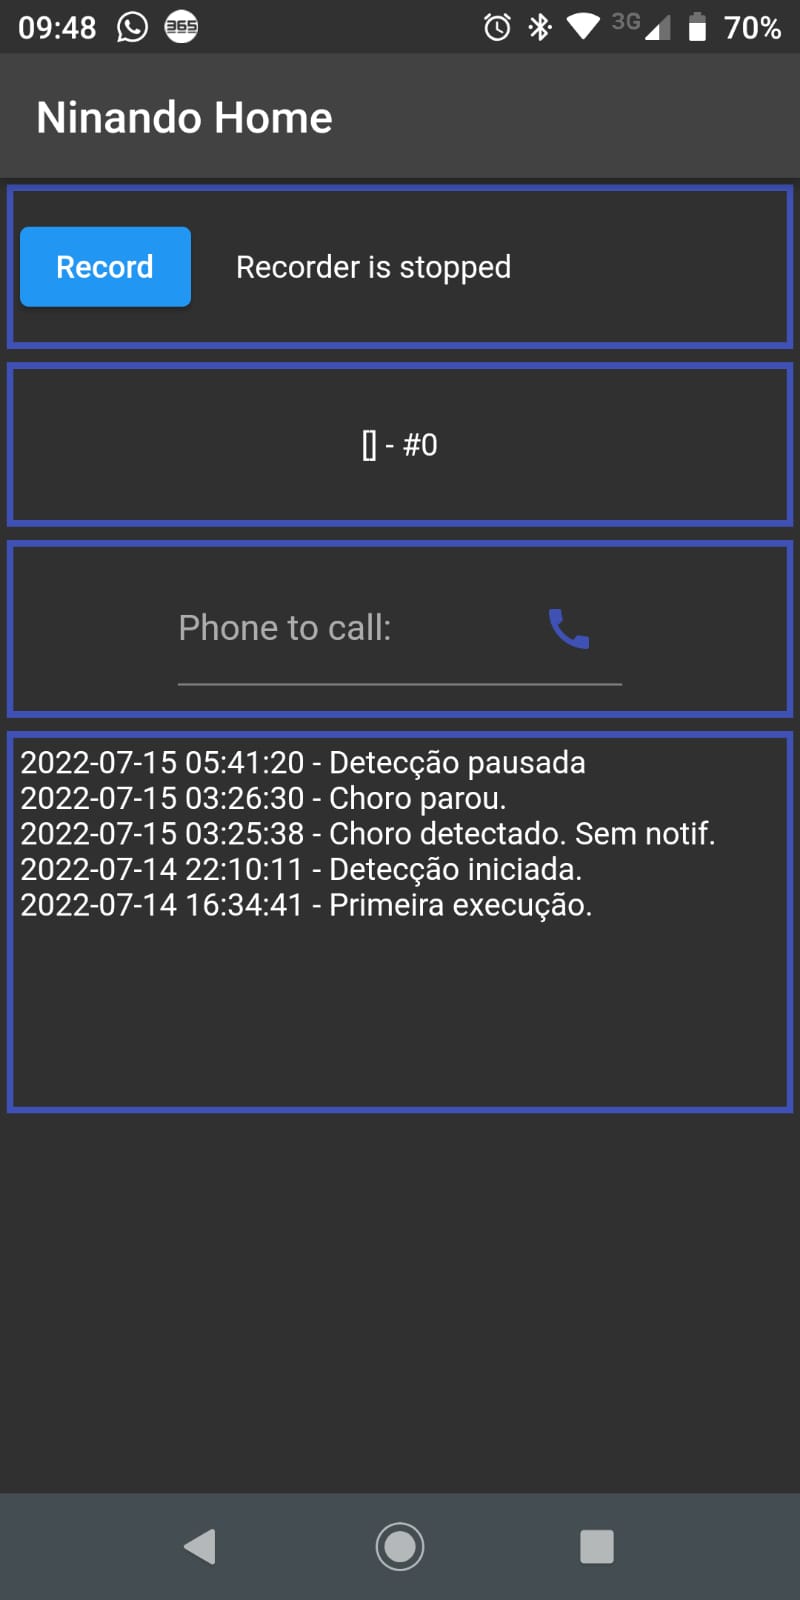 09:48 365 3G 70%
Ninando Home
Record Recorder is stopped
[] - #0
Phone to call:
2022-07-15 05:41:20 - Detecção pausada
2022-07-15 03:26:30 - Choro parou.
2022-07-15 03:25:38 - Choro detectado. Sem notif.
2022-07-14 22:10:11 - Detecção iniciada.
2022-07-14 16:34:41 - Primeira execução.